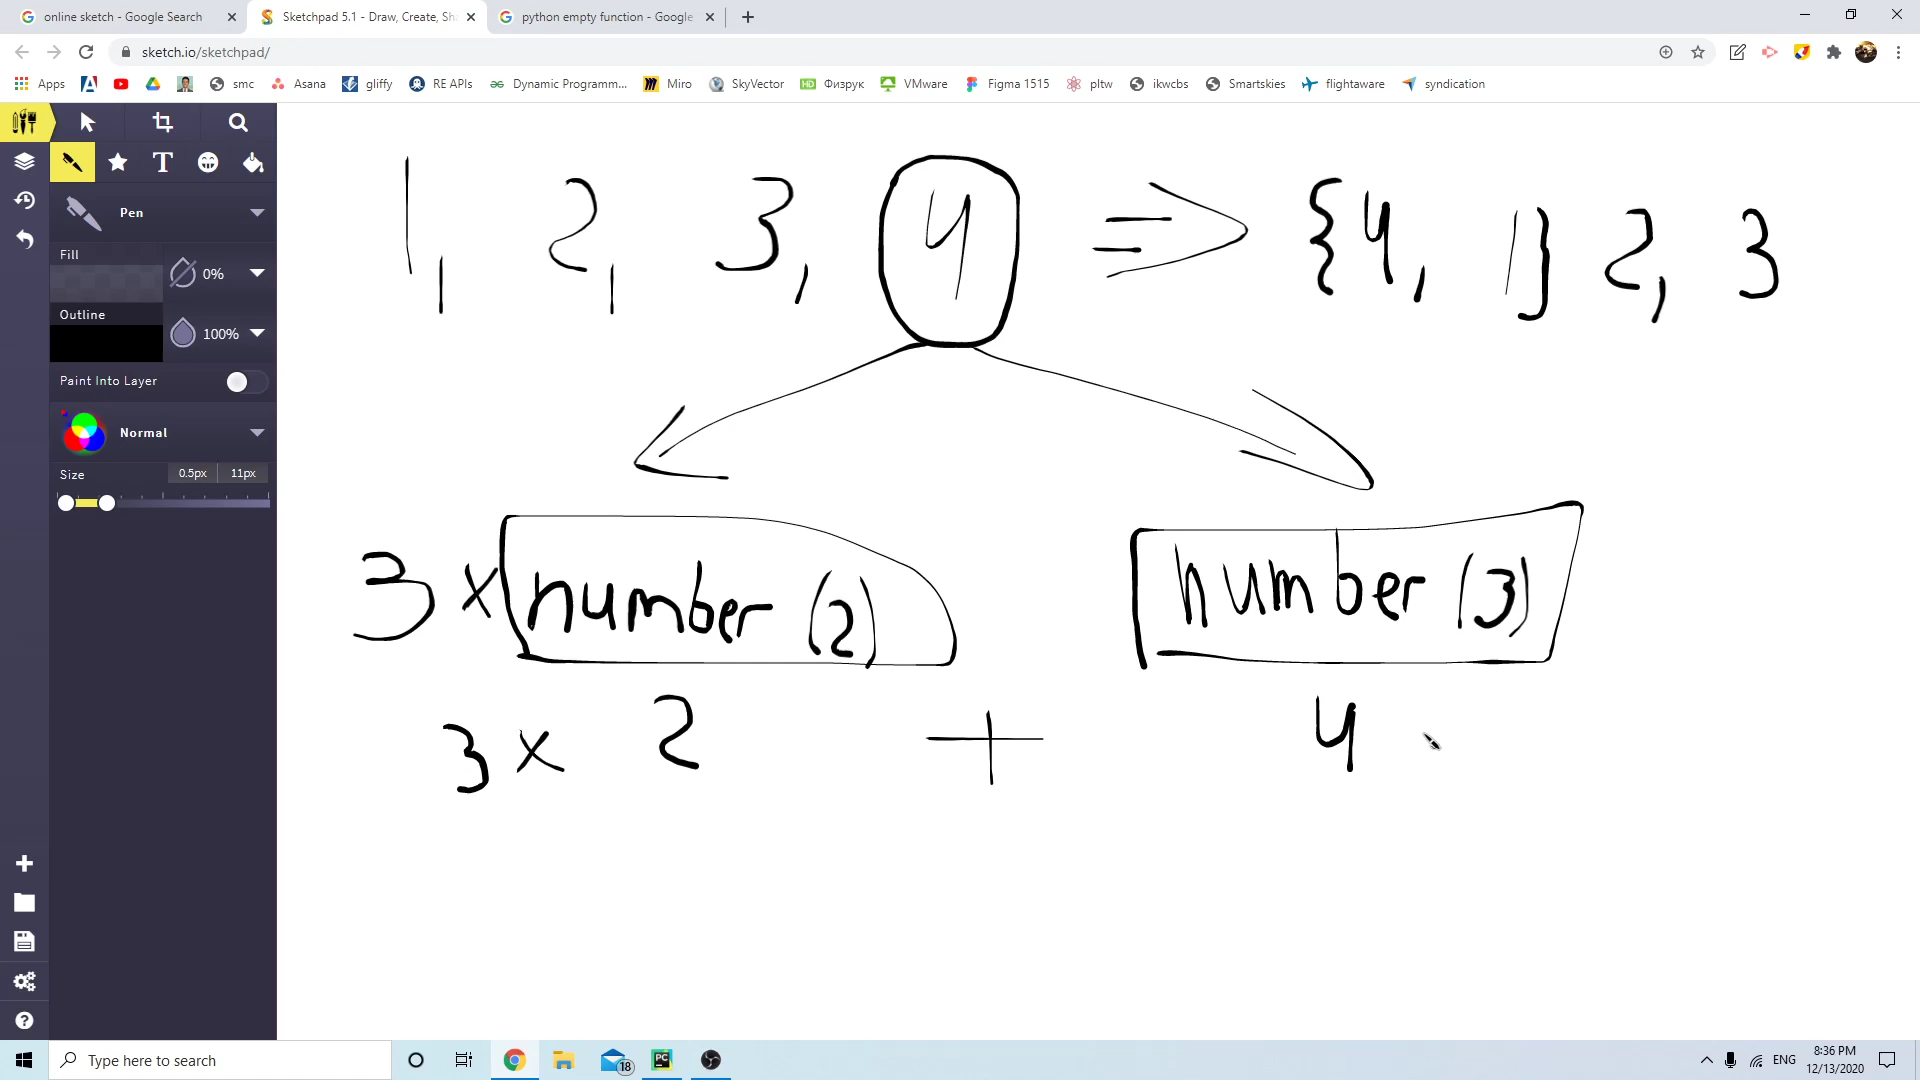 online sketch - Google Search
Sketchpad 5.1 - Draw, Create, Sh
python empty function - Google
sketch.io/sketchpad/
Apps
smc
Asana
gliffy
RE APIs
Dynamic Programm...
Miro
SkyVector
HD
Физрук
VMware
Figma 1515
pltw
ikwcbs
Smartskies
flightaware
syndication
T
Pen
Fill
0%
Outline
100%
Paint Into Layer
Normal
Size
0.5px
11px
1, 2, 3, 4 => {4, 1} 2, 3
3 x number (2)
number (3)
3 x 2 + 4
Type here to search
18
PC
ENG
8:36 PM
12/13/2020